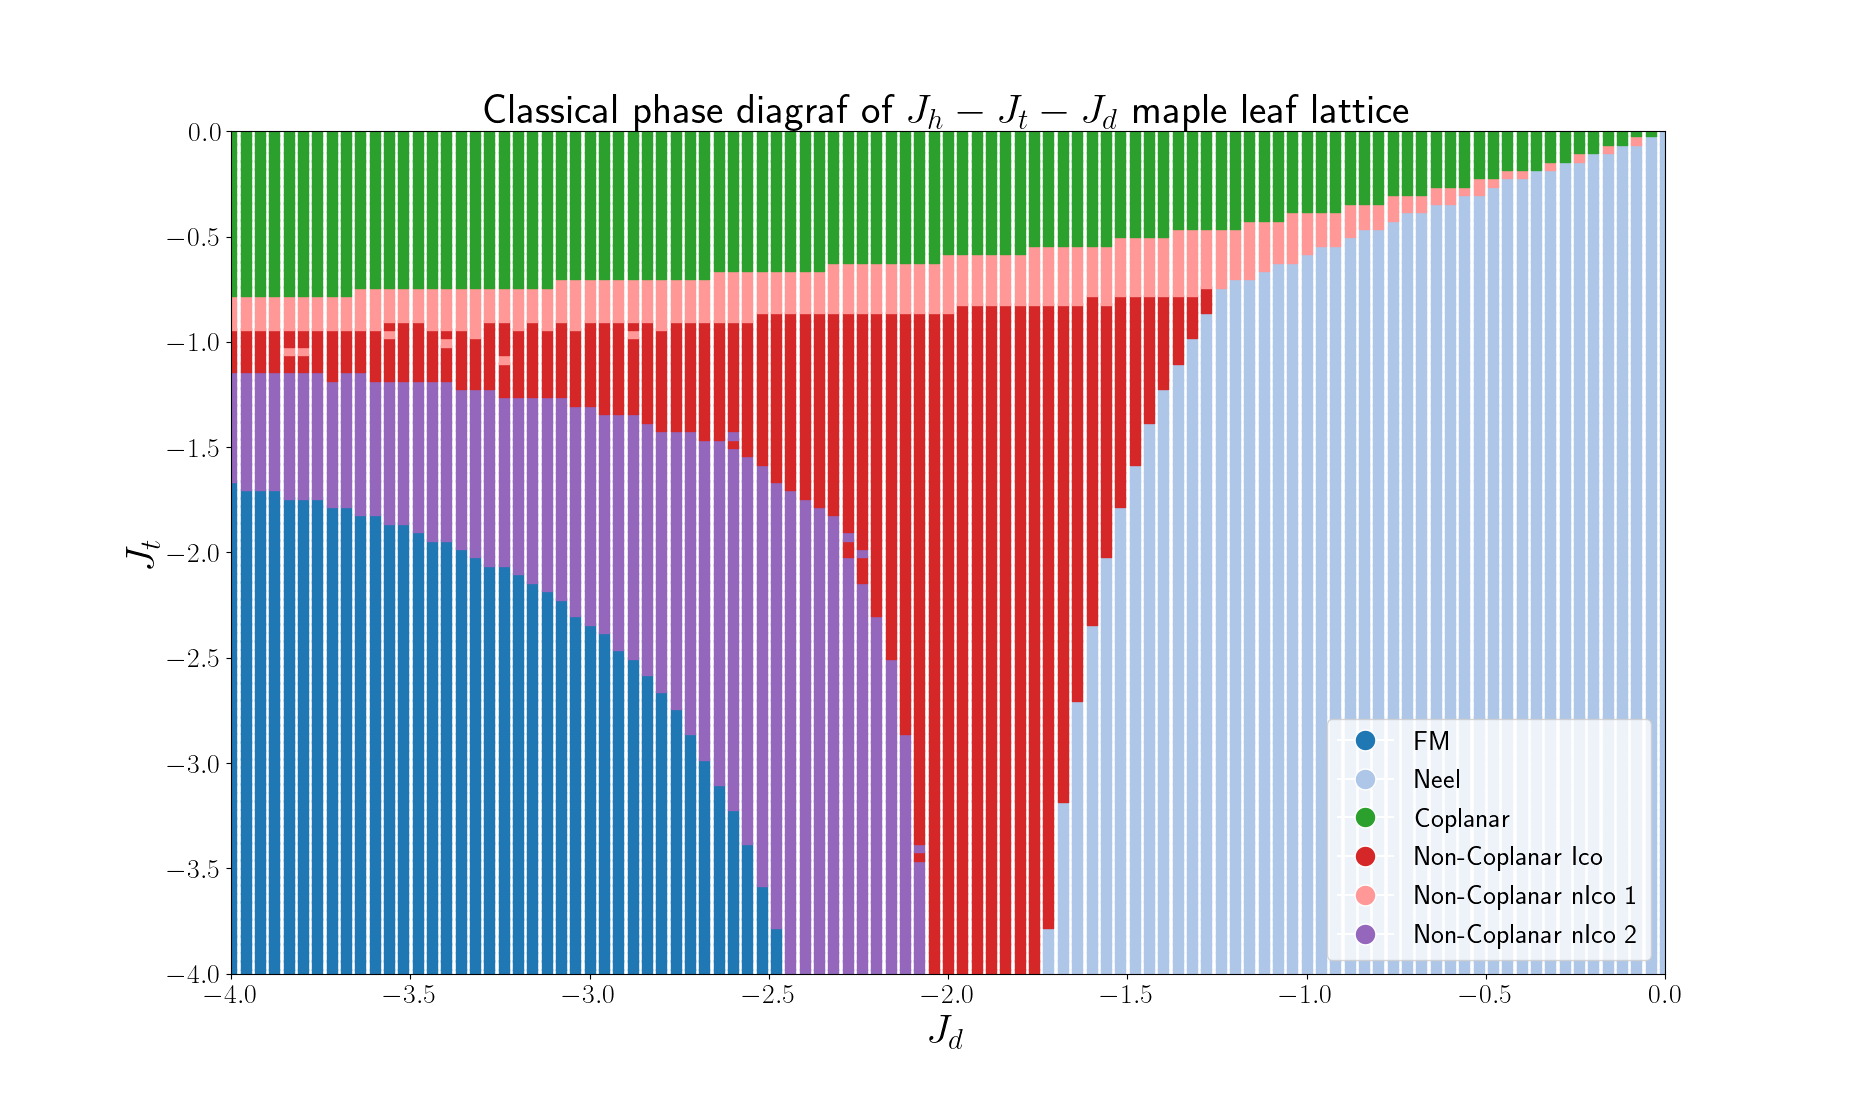 Classical phase diagraf of J_h − J_t − J_d maple leaf lattice
0.0
−0.5
−1.0
−1.5
−2.0
−2.5
−3.0
−3.5
−4.0
J_t
FM
Neel
Coplanar
Non-Coplanar Ico
Non-Coplanar nIco 1
Non-Coplanar nIco 2
−4.0 −3.5 −3.0 −2.5 −2.0 −1.5 −1.0 −0.5 0.0
J_d